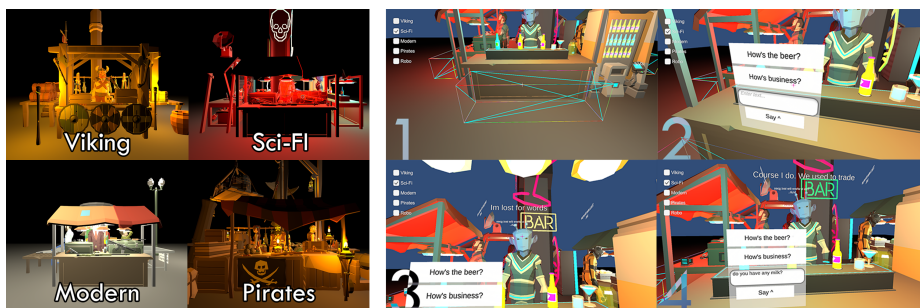 Viking
Sci-FI
Modern
Pirates
Viking
Sci-Fi
Modern
Pirates
Robo
1
Viking
Sci-Fi
Modern
Pirates
Robo
How's the beer?
How's business?
Enter text...
Say ^
2
Viking
Sci-Fi
Modern
Pirates
Robo
Im lost for words
BAR
How's the beer?
How's business?
3
Viking
Sci-Fi
Modern
Pirates
Robo
Course I do. We used to trade
BAR
How's the beer?
How's business?
do you have any milk?
Say ^
4